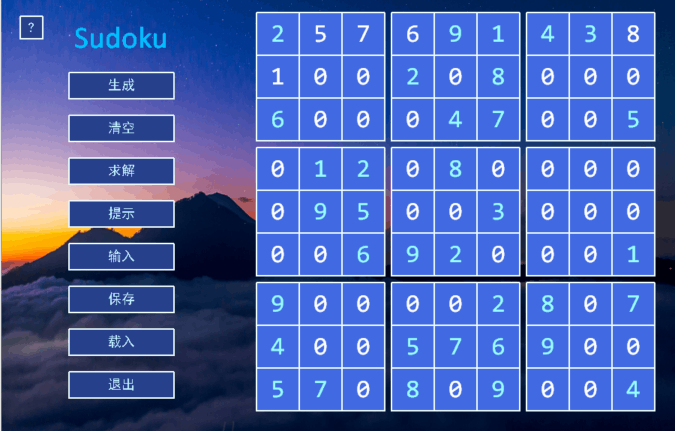 ?
Sudoku
生成
清空
求解
提示
输入
保存
载入
退出
2 5 7 6 9 1 4 3 8
1 0 0 2 0 8 0 0 0
6 0 0 0 4 7 0 0 5
0 1 2 0 8 0 0 0 0
0 9 5 0 0 3 0 0 0
0 0 6 9 2 0 0 0 1
9 0 0 0 0 2 8 0 7
4 0 0 5 7 6 9 0 0
5 7 0 8 0 9 0 0 4